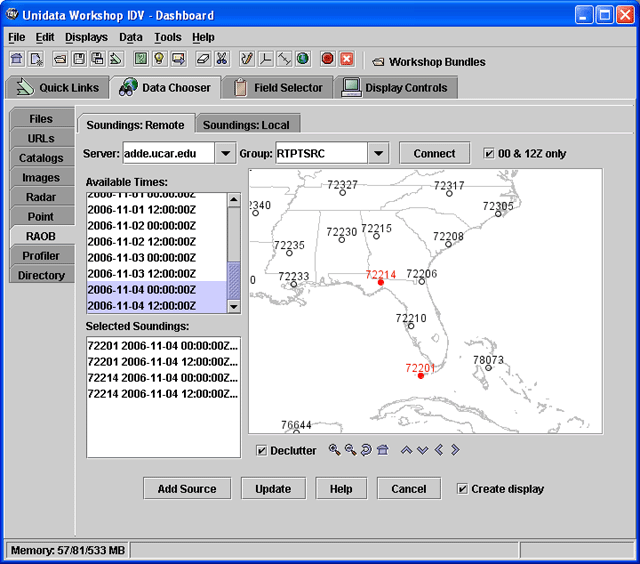 Unidata Workshop IDV - Dashboard
File Edit Displays Data Tools Help
Workshop Bundles
Quick Links Data Chooser Field Selector Display Controls
Files
URLs
Catalogs
Images
Radar
Point
RAOB
Profiler
Directory
Soundings: Remote Soundings: Local
Server: adde.ucar.edu Group: RTPTSRC Connect 00 & 12Z only
Available Times:
2006-11-01 00:00:00Z
2006-11-01 12:00:00Z
2006-11-02 00:00:00Z
2006-11-02 12:00:00Z
2006-11-03 00:00:00Z
2006-11-03 12:00:00Z
2006-11-04 00:00:00Z
2006-11-04 12:00:00Z
Selected Soundings:
72201 2006-11-04 00:00:00Z...
72201 2006-11-04 12:00:00Z...
72214 2006-11-04 00:00:00Z...
72214 2006-11-04 12:00:00Z...
72327 72317
340 72305
72230 72215
72235 72208
0 72233 72214 72206
72210
72201 78073
76644
Declutter
Add Source Update Help Cancel Create display
Memory: 57/81/533 MB